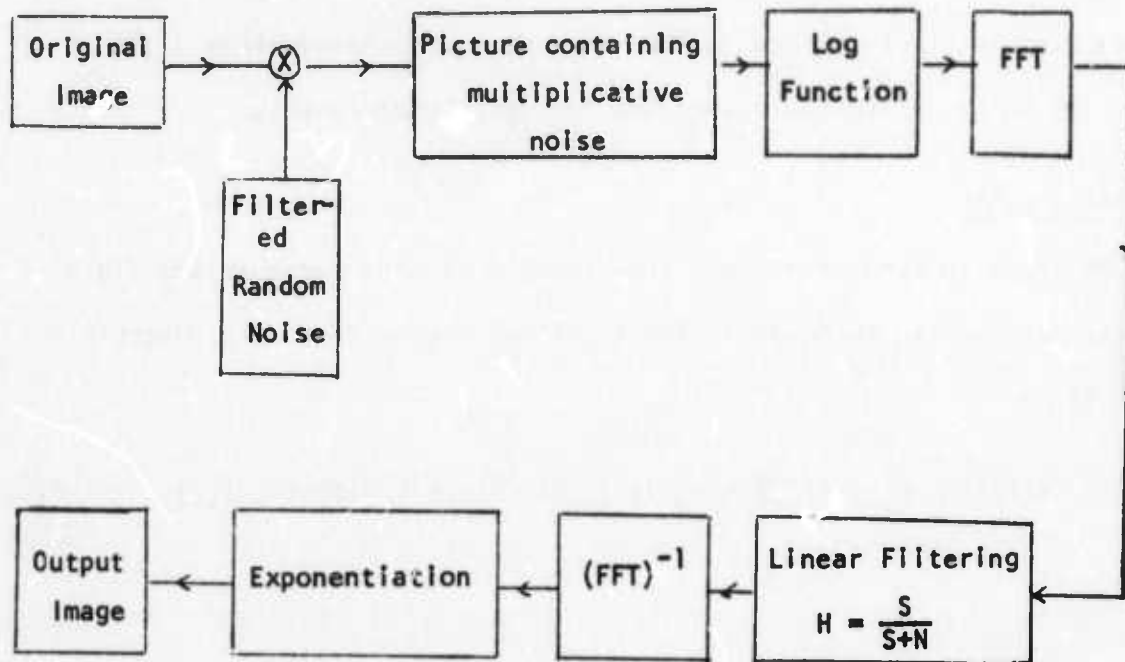 Original
Image
X
Picture containing
multiplicative
noise
Log
Function
FFT
Filter-
ed
Random
Noise
Linear Filtering
H = S/S+N
(FFT)^-1
Exponentiation
Output
Image